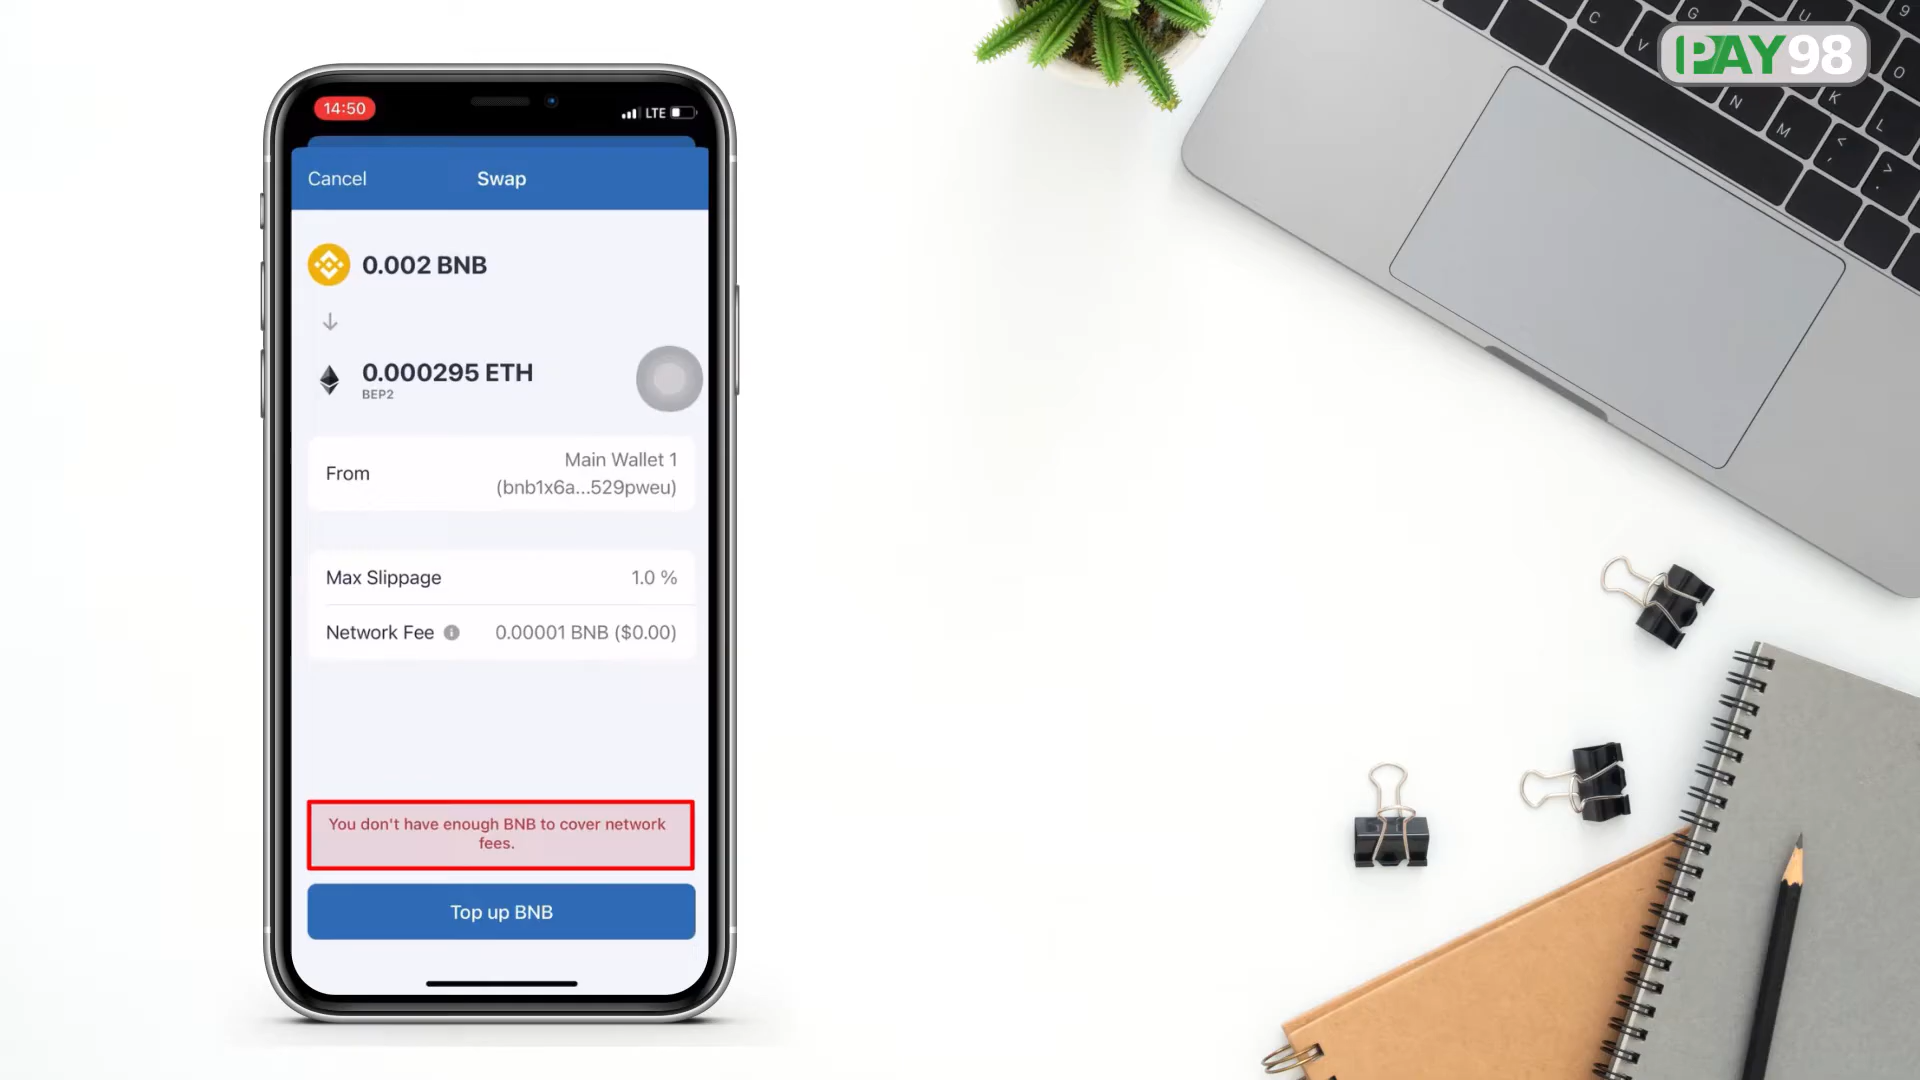 IPAY98
14:50
LTE
Cancel
Swap
0.002 BNB
0.000295 ETH
BEP2
From
Main Wallet 1
(bnb1x6a...529pweu)
Max Slippage
1.0 %
Network Fee
0.00001 BNB ($0.00)
You don't have enough BNB to cover network
fees.
Top up BNB
C
V
G
U
9
O
N
M
K
L
<
,
>
.